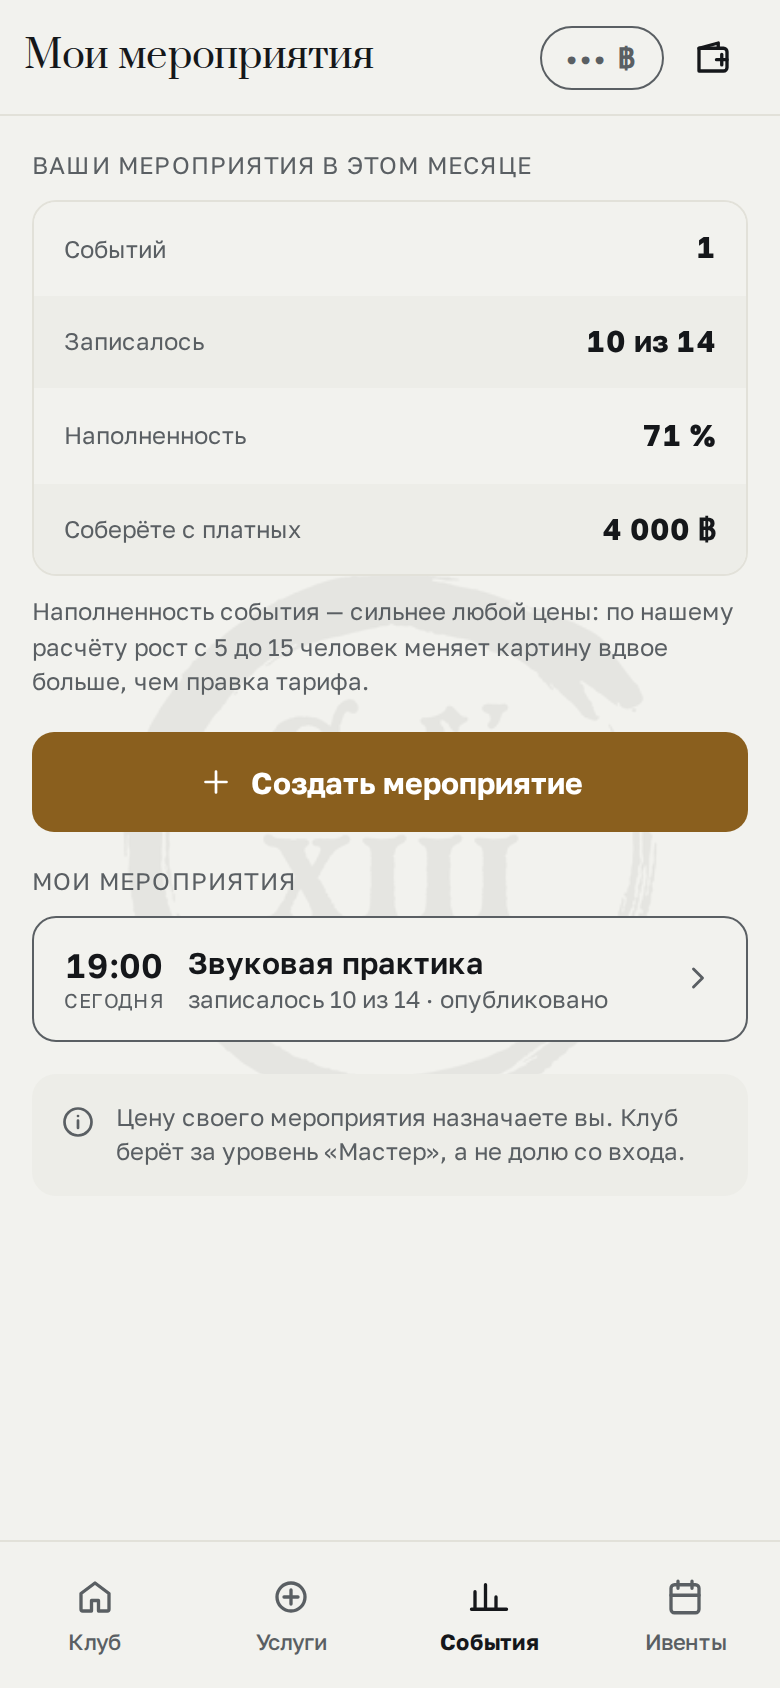 Мои мероприятия
••• ฿
ВАШИ МЕРОПРИЯТИЯ В ЭТОМ МЕСЯЦЕ
Событий 1
Записалось 10 из 14
Наполненность 71 %
Соберёте с платных 4 000 ฿
Наполненность события — сильнее любой цены: по нашему
расчёту рост с 5 до 15 человек меняет картину вдвое
больше, чем правка тарифа.
+ Создать мероприятие
XIII
МОИ МЕРОПРИЯТИЯ
19:00 Звуковая практика
СЕГОДНЯ записалось 10 из 14 · опубликовано
Цену своего мероприятия назначаете вы. Клуб
берёт за уровень «Мастер», а не долю со входа.
Клуб Услуги События Ивенты